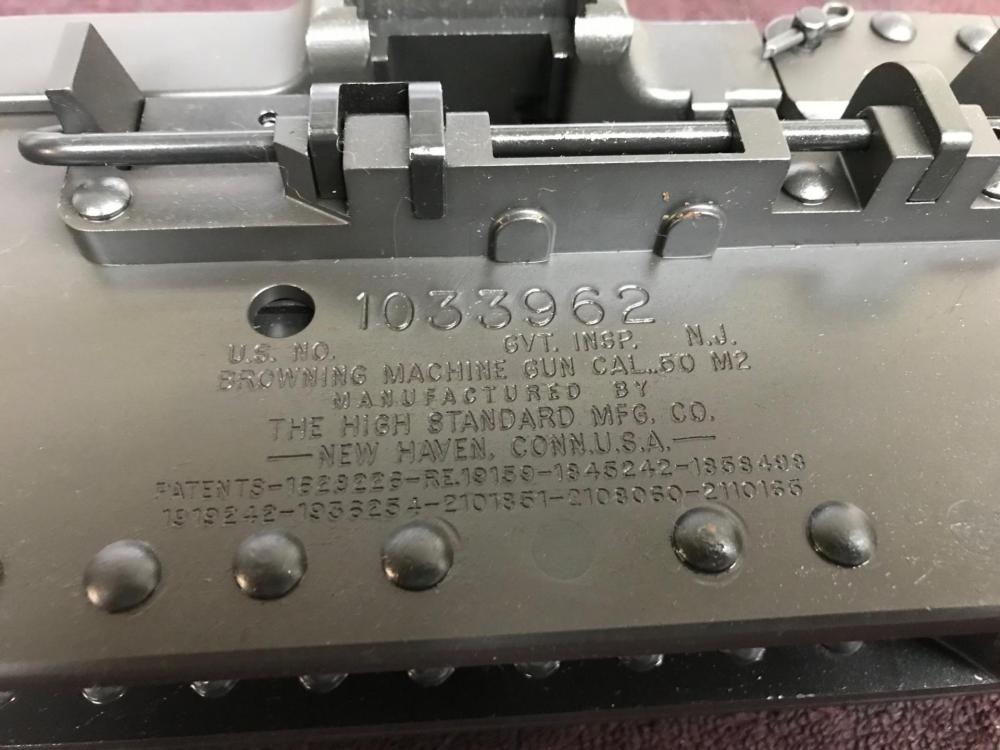 1033962
U.S. NO. GVT. INSP. N.J.
BROWNING MACHINE GUN CAL..50 M2
MANUFACTURED BY
THE HIGH STANDARD MFG. CO.
—NEW HAVEN, CONN.U.S.A.—
PATENTS-1628226-RE.19159-1845242-1858498
1919242-1936254-2101851-2108060-2110165